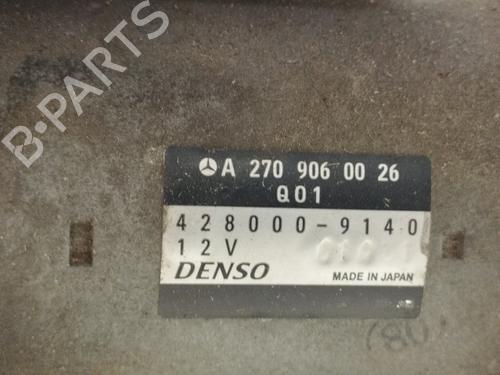 B-PARTS
A 270 906 00 26
Q01
428000-9140
12V
DENSO
MADE IN JAPAN